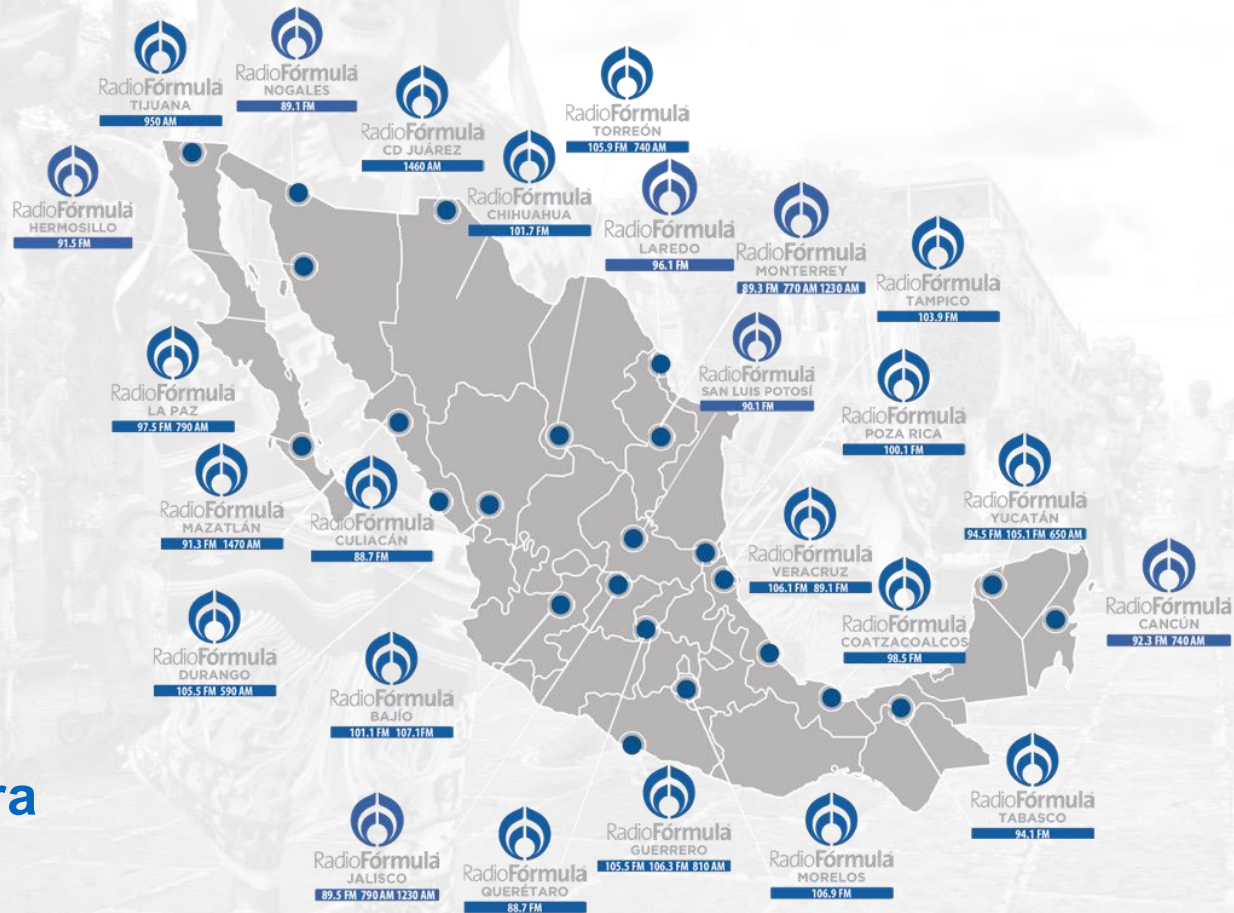 RadioFórmula
TIJUANA
950 AM
RadioFórmula
NOGALES
89.1 FM
RadioFórmula
CD JUÁREZ
1460 AM
RadioFórmula
TORREÓN
105.9 FM 740 AM
RadioFórmula
HERMOSILLO
91.5 FM
RadioFórmula
CHIHUAHUA
101.7 FM
RadioFórmula
LAREDO
96.1 FM
RadioFórmula
MONTERREY
89.3 FM 770 AM 1230 AM
RadioFórmula
TAMPICO
103.9 FM
RadioFórmula
LA PAZ
97.5 FM 790 AM
RadioFórmula
SAN LUIS POTOSÍ
90.1 FM
RadioFórmula
POZA RICA
100.1 FM
RadioFórmula
MAZATLÁN
91.3 FM 1470 AM
RadioFórmula
CULIACÁN
88.7 FM
RadioFórmula
VERACRUZ
106.1 FM 89.1 FM
RadioFórmula
YUCATÁN
94.5 FM 105.1 FM 650 AM
RadioFórmula
COATZACOALCOS
98.5 FM
RadioFórmula
CANCÚN
92.3 FM 740 AM
RadioFórmula
DURANGO
105.5 FM 590 AM
RadioFórmula
BAJÍO
101.1 FM 107.1FM
ra
RadioFórmula
JALISCO
89.5 FM 790 AM 1230 AM
RadioFórmula
QUERÉTARO
88.7 FM
RadioFórmula
GUERRERO
105.5 FM 106.3 FM 810 AM
RadioFórmula
MORELOS
106.9 FM
RadioFórmula
TABASCO
94.1 FM